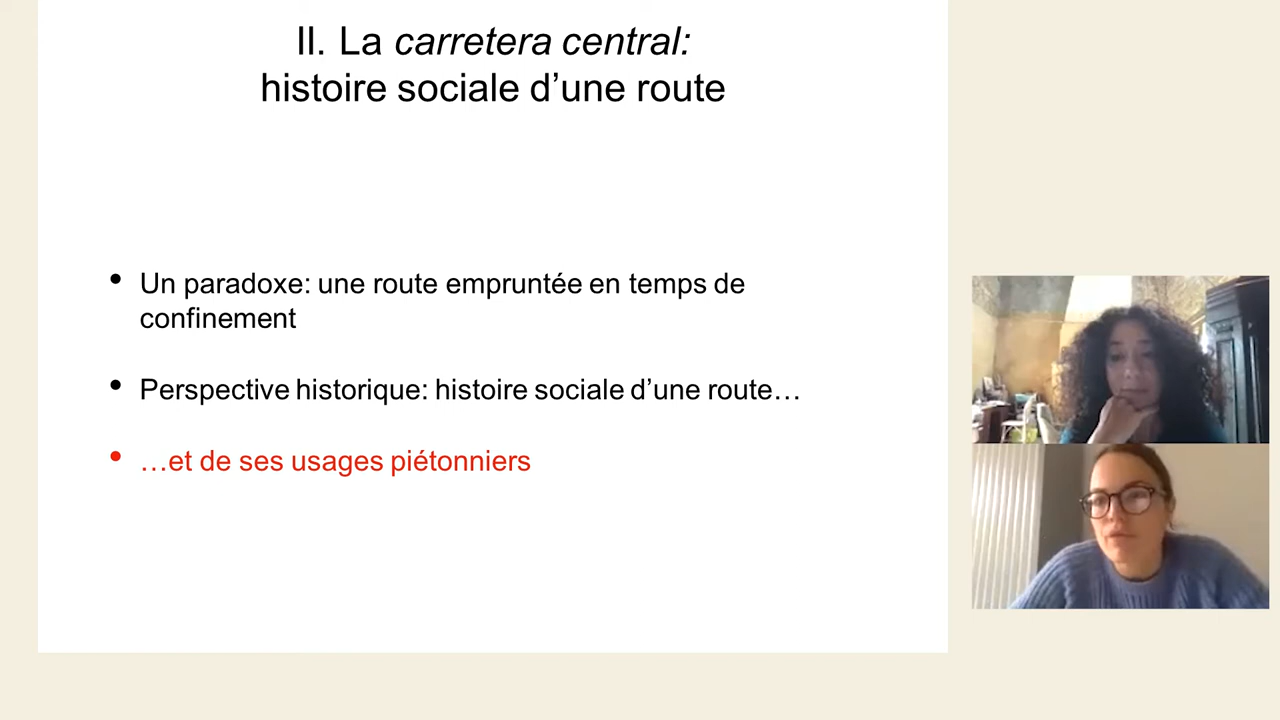 II. La carretera central:
histoire sociale d’une route
• Un paradoxe: une route empruntée en temps de
confinement
• Perspective historique: histoire sociale d’une route…
• …et de ses usages piétonniers